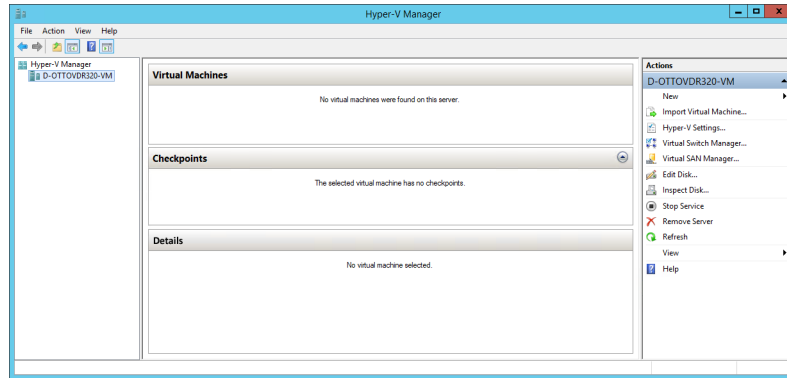 Hyper-V Manager
File Action View Help
Hyper-V Manager
D-OTTOVDR320-VM
Virtual Machines
No virtual machines were found on this server.
Checkpoints
The selected virtual machine has no checkpoints.
Details
No virtual machine selected.
Actions
D-OTTOVDR320-VM
New
Import Virtual Machine...
Hyper-V Settings...
Virtual Switch Manager...
Virtual SAN Manager...
Edit Disk...
Inspect Disk...
Stop Service
Remove Server
Refresh
View
Help